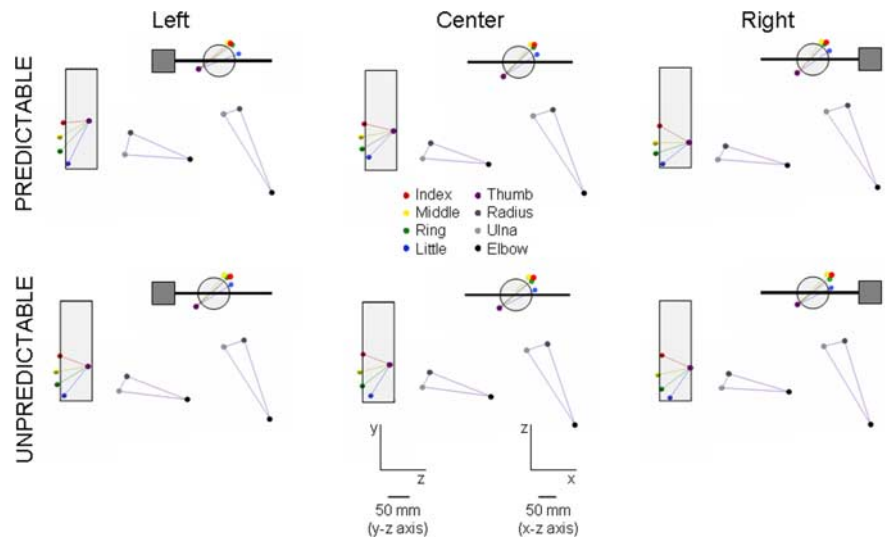 Left Center Right
PREDICTABLE
Index Thumb
Middle Radius
Ring Ulna
Little Elbow
UNPREDICTABLE
y z
z x
50 mm 50 mm
(y-z axis) (x-z axis)